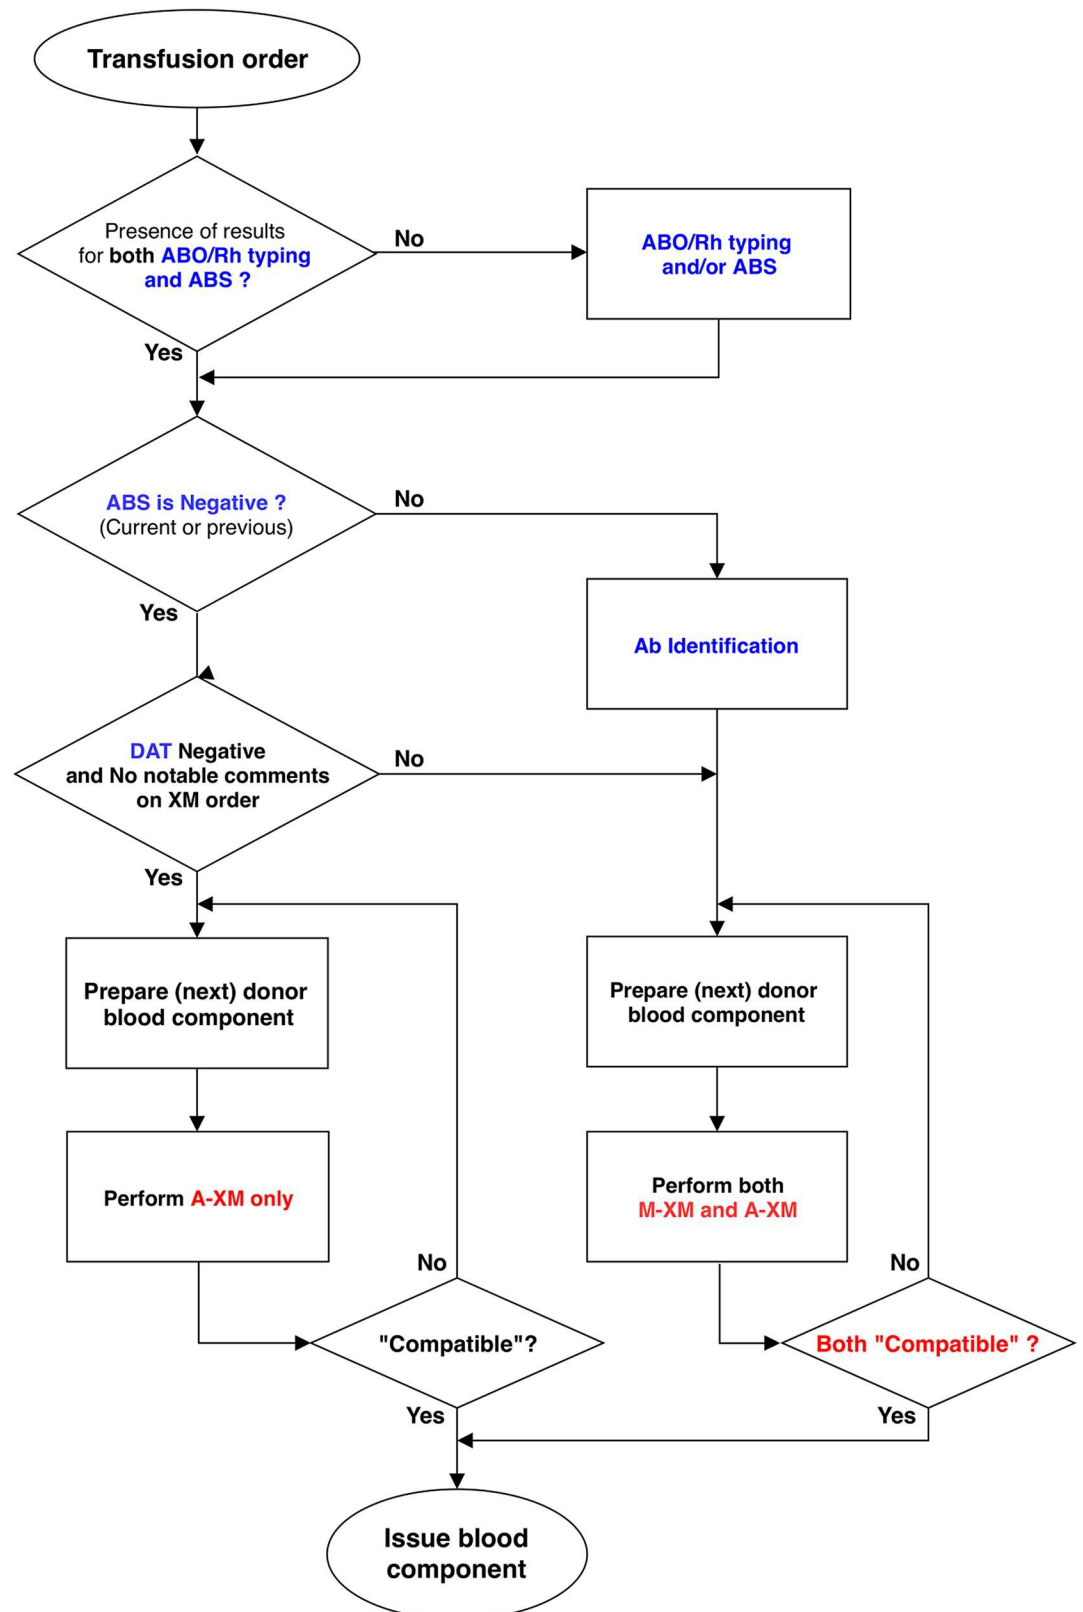 Transfusion order
Presence of results
for both ABO/Rh typing
and ABS ?
No
ABO/Rh typing
and/or ABS
Yes
ABS is Negative ?
(Current or previous)
No
Yes
Ab Identification
DAT Negative
and No notable comments
on XM order
No
Yes
Prepare (next) donor
blood component
Prepare (next) donor
blood component
Perform A-XM only
Perform both
M-XM and A-XM
No
No
"Compatible"?
Both "Compatible" ?
Yes
Yes
Issue blood
component